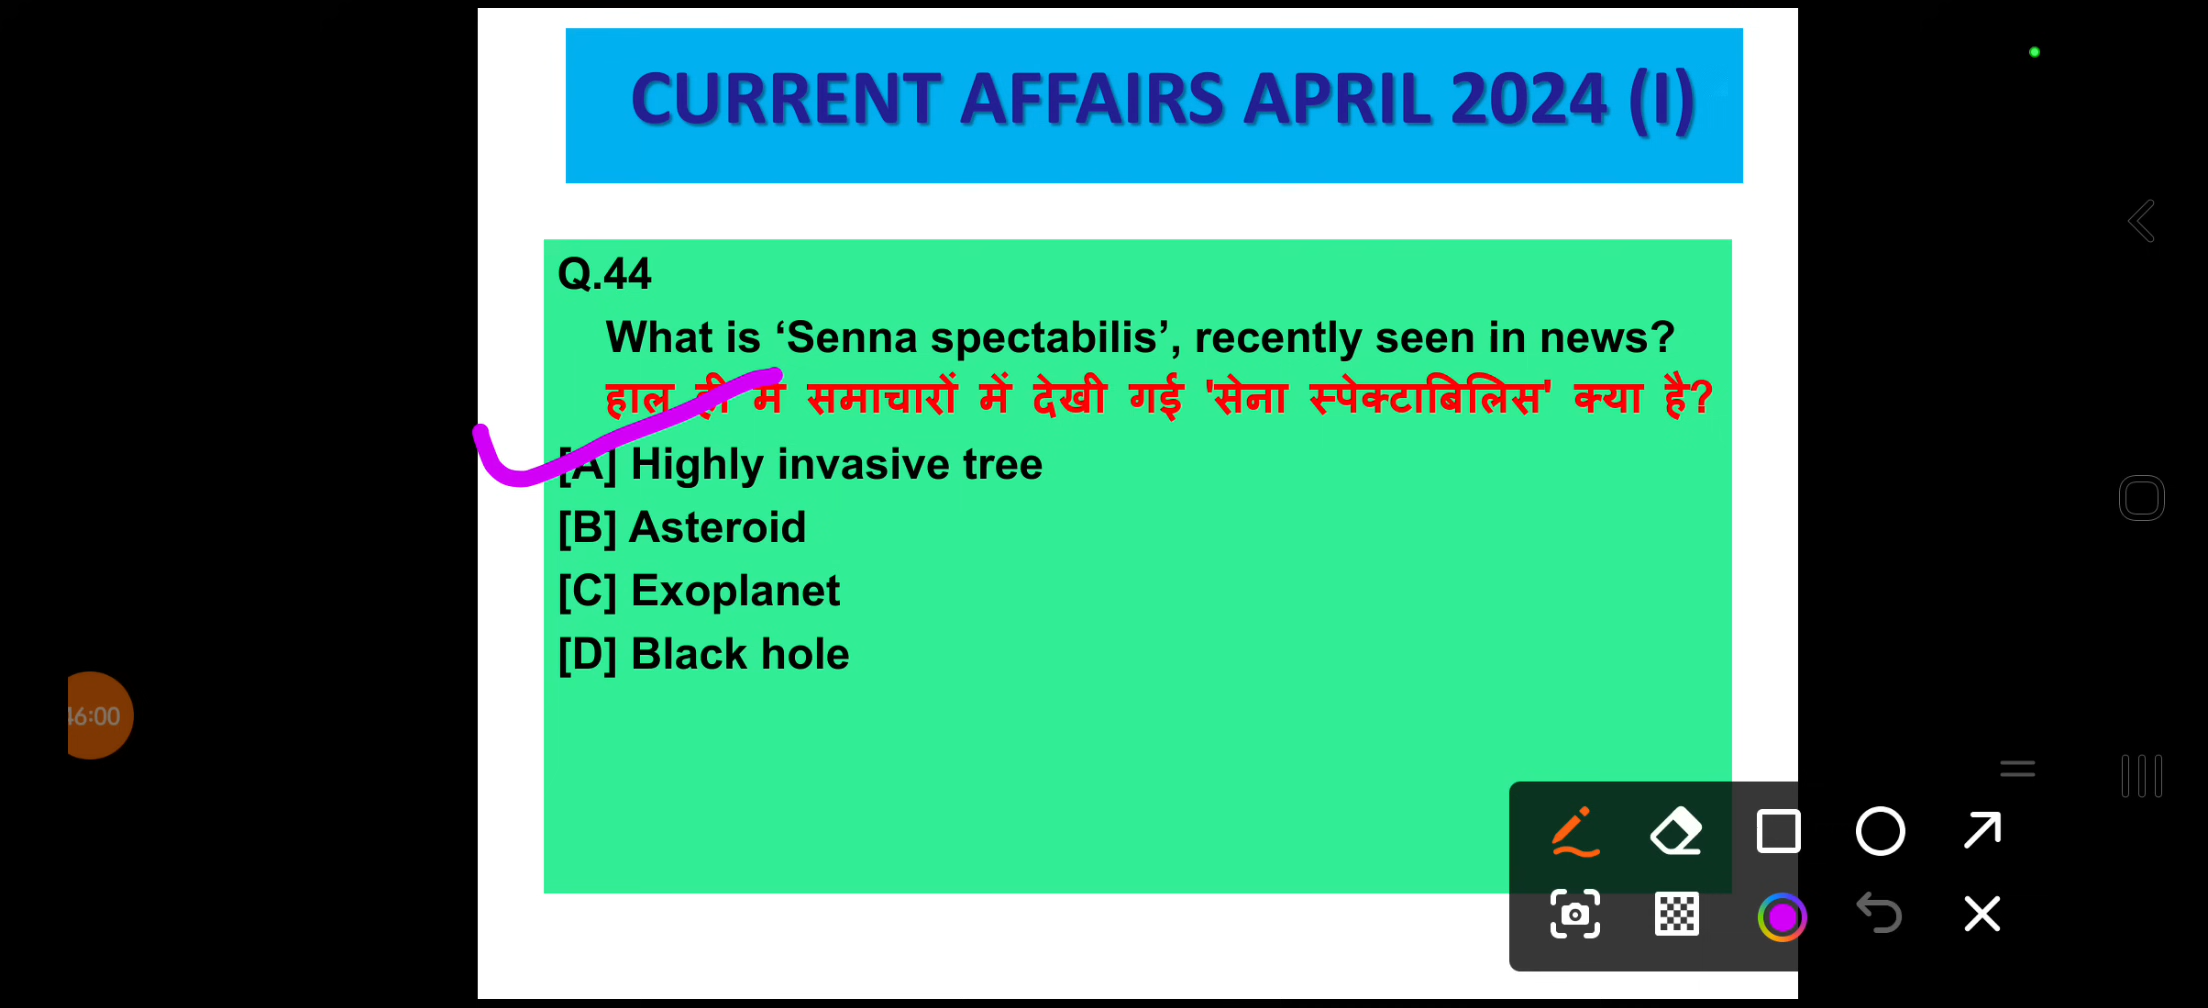 CURRENT AFFAIRS APRIL 2024 (I)
Q.44
What is ‘Senna spectabilis’, recently seen in news?
हाल ही में समाचारों में देखी गई 'सेना स्पेक्टाबिलिस' क्या है?
[A] Highly invasive tree
[B] Asteroid
[C] Exoplanet
[D] Black hole
46:00